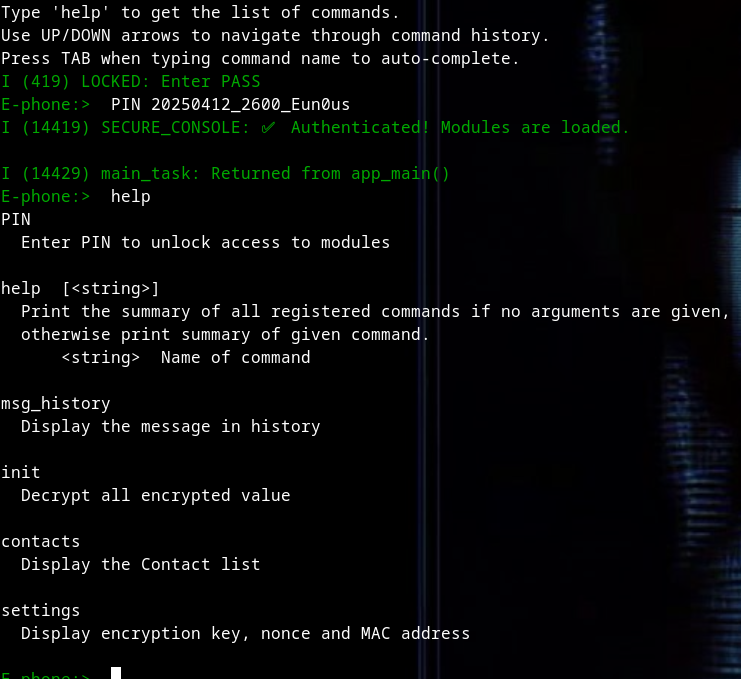 Type 'help' to get the list of commands.
Use UP/DOWN arrows to navigate through command history.
Press TAB when typing command name to auto-complete.
I (419) LOCKED: Enter PASS
E-phone:>  PIN 20250412_2600_Eun0us
I (14419) SECURE_CONSOLE: ✅ Authenticated! Modules are loaded.
I (14429) main_task: Returned from app_main()
E-phone:>  help
PIN
  Enter PIN to unlock access to modules
help  [<string>]
  Print the summary of all registered commands if no arguments are given,
  otherwise print summary of given command.
      <string>  Name of command
msg_history
  Display the message in history
init
  Decrypt all encrypted value
contacts
  Display the Contact list
settings
  Display encryption key, nonce and MAC address
E-phone:>